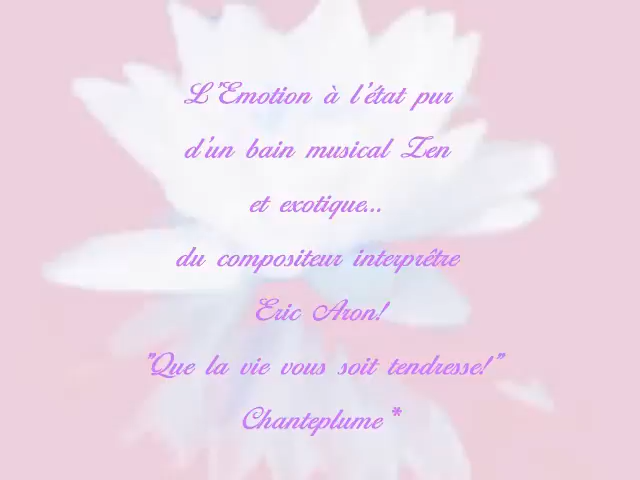 L'Emotion à l'état pur
d'un bain musical Zen
et exotique...
du compositeur interprêtre
Eric Aron!
"Que la vie vous soit tendresse!"
Chanteplume*